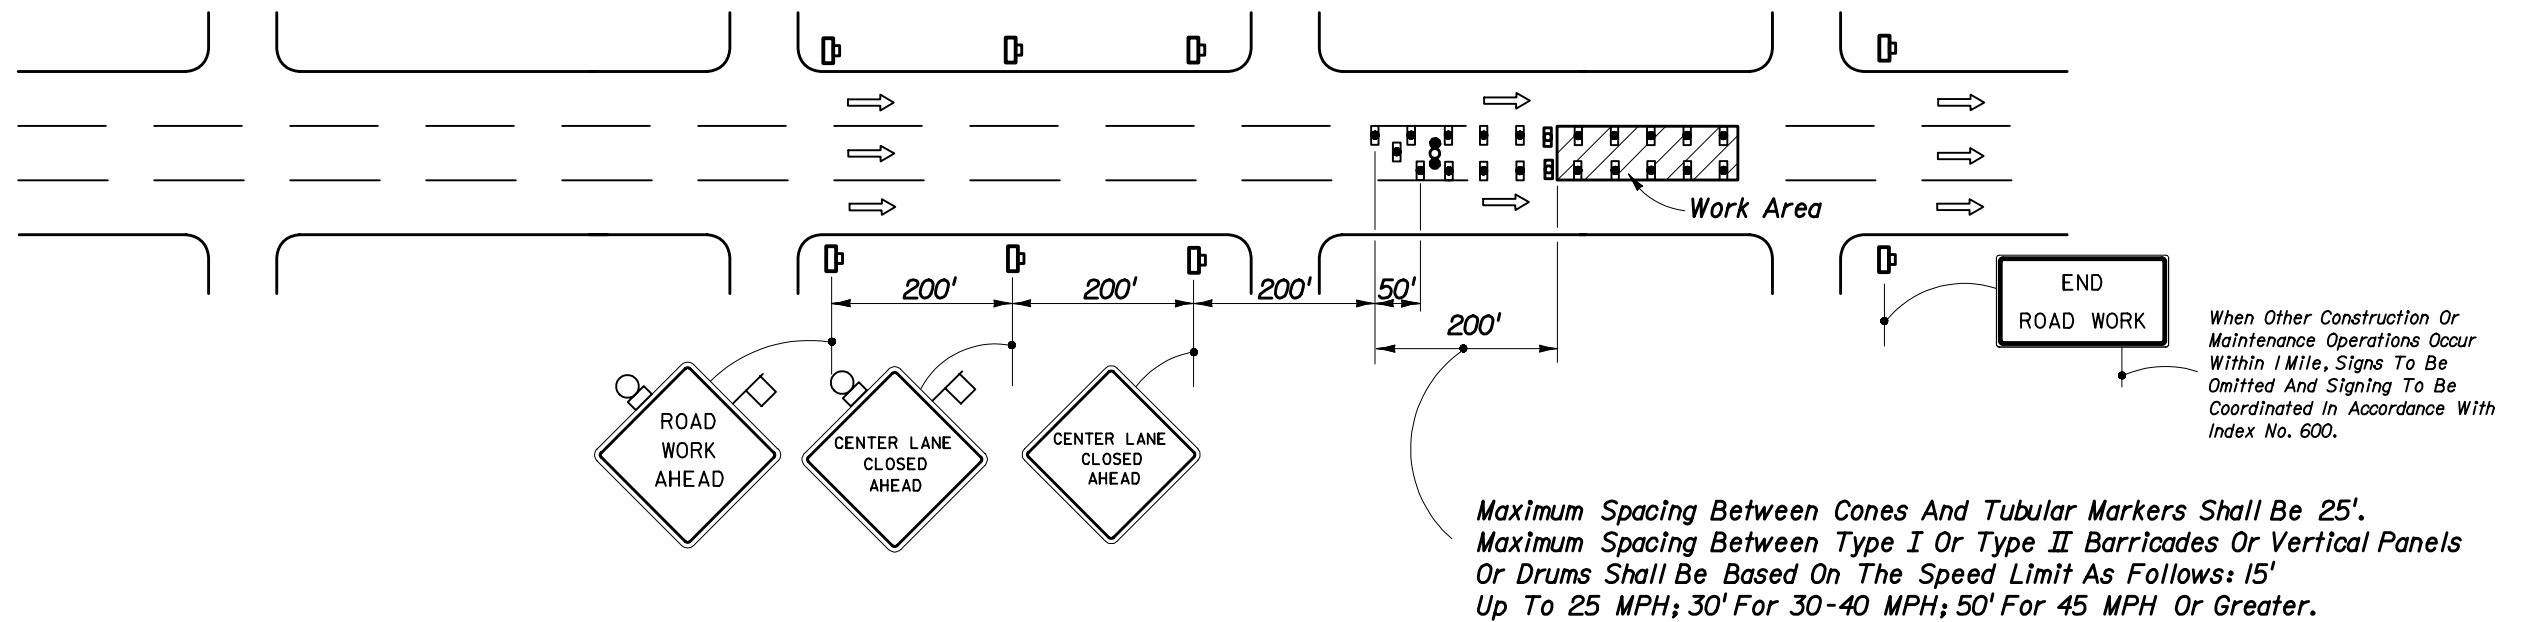 Work Area
200'
200'
200'
50'
200'
END
ROAD WORK
When Other Construction Or
Maintenance Operations Occur
Within 1 Mile, Signs To Be
Omitted And Signing To Be
Coordinated In Accordance With
Index No. 600.
ROAD
WORK
AHEAD
CENTER LANE
CLOSED
AHEAD
CENTER LANE
CLOSED
AHEAD
Maximum Spacing Between Cones And Tubular Markers Shall Be 25'.
Maximum Spacing Between Type I Or Type II Barricades Or Vertical Panels
Or Drums Shall Be Based On The Speed Limit As Follows: 15'
Up To 25 MPH; 30' For 30-40 MPH; 50' For 45 MPH Or Greater.